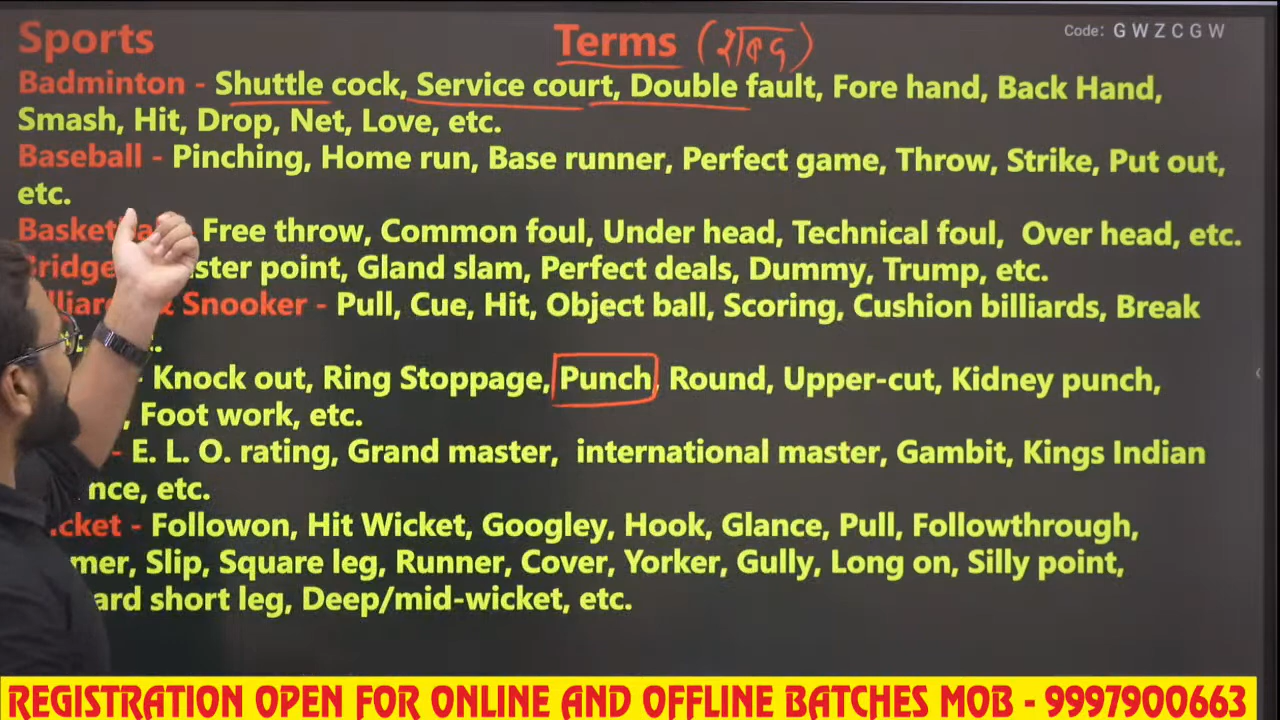 Sports Terms (शब्द)
Code: G W Z C G W
Badminton - Shuttle cock, Service court, Double fault, Fore hand, Back Hand,
Smash, Hit, Drop, Net, Love, etc.
Baseball - Pinching, Home run, Base runner, Perfect game, Throw, Strike, Put out,
etc.
Free throw, Common foul, Under head, Technical foul, Over head, etc.
point, Gland slam, Perfect deals, Dummy, Trump, etc.
& Snooker - Pull, Cue, Hit, Object ball, Scoring, Cushion billiards, Break
- Knock out, Ring Stoppage, Punch, Round, Upper-cut, Kidney punch,
, Foot work, etc.
- E. L. O. rating, Grand master, international master, Gambit, Kings Indian
etc.
- Followon, Hit Wicket, Googley, Hook, Glance, Pull, Followthrough,
Slip, Square leg, Runner, Cover, Yorker, Gully, Long on, Silly point,
short leg, Deep/mid-wicket, etc.
REGISTRATION OPEN FOR ONLINE AND OFFLINE BATCHES MOB - 9997900663